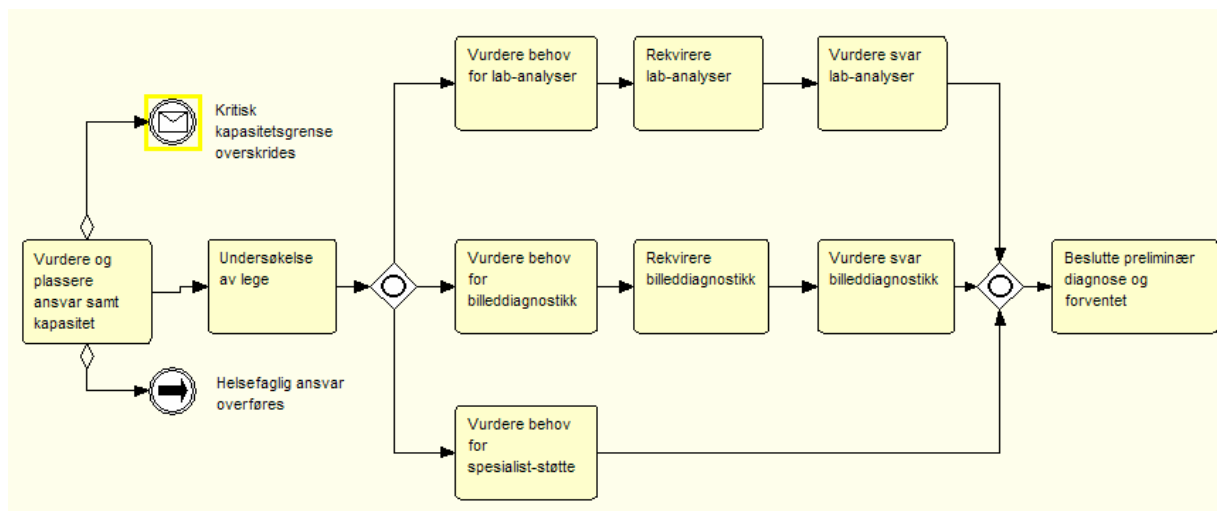 Vurdere behov
for lab-analyser
Rekvirere
lab-analyser
Vurdere svar
lab-analyser
Kritisk
kapasitetsgrense
overskrides
Vurdere og
plassere
ansvar samt
kapasitet
Undersøkelse
av lege
Vurdere behov
for
billeddiagnostikk
Rekvirere
billeddiagnostikk
Vurdere svar
billeddiagnostikk
Beslutte preliminær
diagnose og
forventet
Helsefaglig ansvar
overføres
Vurdere behov
for
spesialist-støtte